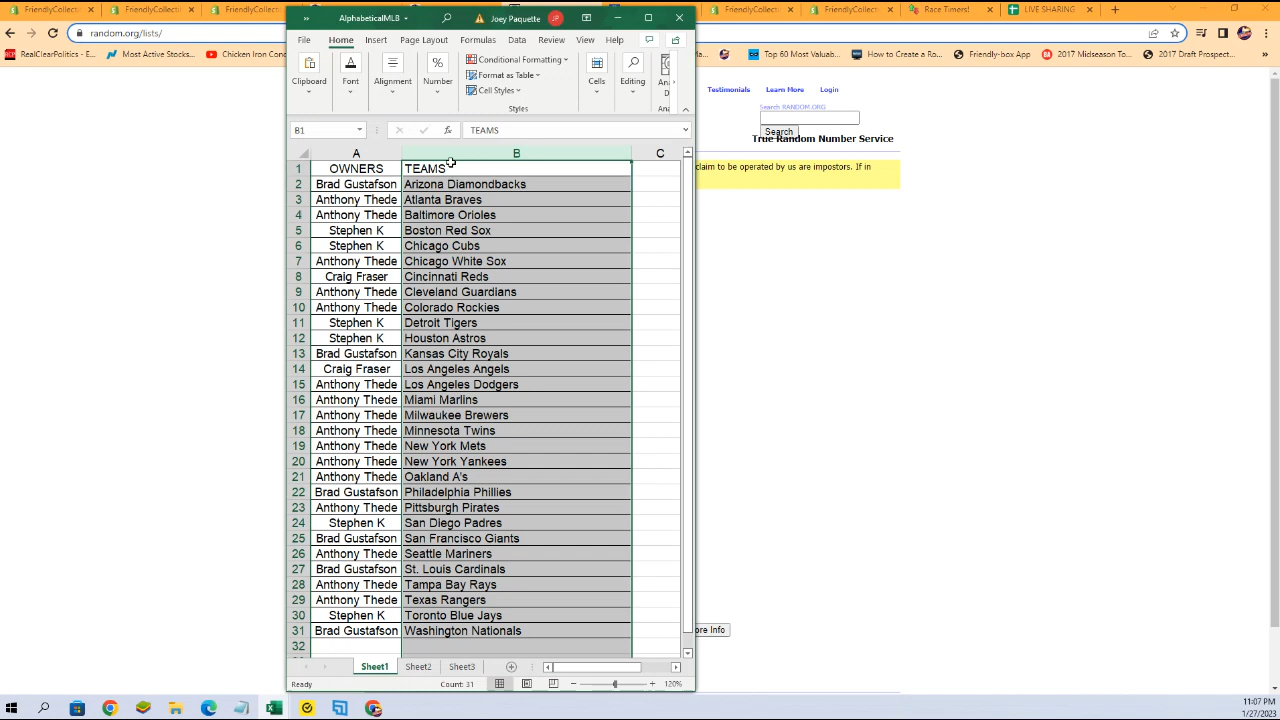 FriendlyCollecti FriendlyCollecti FriendlyColl FriendlyCollecti FriendlyCollecti Race Timers! LIVE SHARING
random.org/lists/
RealClearPolitics - Most Active Stocks... Chicken Iron Conc Top 60 Most Valuab... How to Create a Ro... Friendly-box App 2017 Midseason To... 2017 Draft Prospect...
AlphabeticalMLB Joey Paquette JP
File Home Insert Page Layout Formulas Data Review View Help
Clipboard Font Alignment Number Conditional Formatting Format as Table Cell Styles Styles Cells Editing
B1 TEAMS
A B C
1 OWNERS TEAMS
2 Brad Gustafson Arizona Diamondbacks
3 Anthony Thede Atlanta Braves
4 Anthony Thede Baltimore Orioles
5 Stephen K Boston Red Sox
6 Stephen K Chicago Cubs
7 Anthony Thede Chicago White Sox
8 Craig Fraser Cincinnati Reds
9 Anthony Thede Cleveland Guardians
10 Anthony Thede Colorado Rockies
11 Stephen K Detroit Tigers
12 Stephen K Houston Astros
13 Brad Gustafson Kansas City Royals
14 Craig Fraser Los Angeles Angels
15 Anthony Thede Los Angeles Dodgers
16 Anthony Thede Miami Marlins
17 Anthony Thede Milwaukee Brewers
18 Anthony Thede Minnesota Twins
19 Anthony Thede New York Mets
20 Anthony Thede New York Yankees
21 Anthony Thede Oakland A's
22 Brad Gustafson Philadelphia Phillies
23 Anthony Thede Pittsburgh Pirates
24 Stephen K San Diego Padres
25 Brad Gustafson San Francisco Giants
26 Anthony Thede Seattle Mariners
27 Brad Gustafson St. Louis Cardinals
28 Anthony Thede Tampa Bay Rays
29 Anthony Thede Texas Rangers
30 Stephen K Toronto Blue Jays
31 Brad Gustafson Washington Nationals
32
Sheet1 Sheet2 Sheet3
Ready Count: 31 120%
Testimonials Learn More Login
Search RANDOM.ORG
Search
True Random Number Service
claim to be operated by us are impostors. If in
ore Info
11:07 PM
1/27/2023